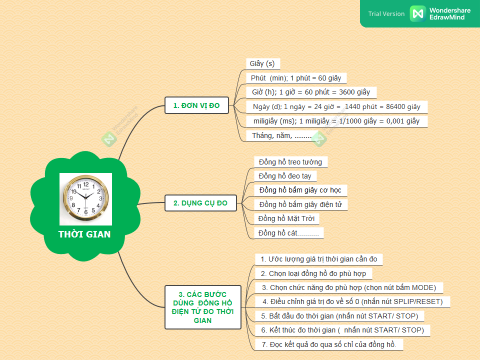 Trial Version
Wondershare
EdrawMind
THỜI GIAN
1. ĐƠN VỊ ĐO
Giây (s)
Phút (min); 1 phút = 60 giây
Giờ (h); 1 giờ = 60 phút = 3600 giây
Ngày (d); 1 ngày = 24 giờ = 1440 phút = 86400 giây
miligiây (ms); 1 miligiây = 1/1000 giây = 0,001 giây
Tháng, năm, .........
2. DỤNG CỤ ĐO
Đồng hồ treo tường
Đồng hồ đeo tay
Đồng hồ bấm giây cơ học
Đồng hồ bấm giây điện tử
Đồng hồ Mặt Trời
Đồng hồ cát...........
3. CÁC BƯỚC
DÙNG ĐỒNG HỒ
ĐIỆN TỬ ĐO THỜI
GIAN
1. Ước lượng giá trị thời gian cần đo
2. Chọn loại đồng hồ đo phù hợp
3. Chọn chức năng đo phù hợp (chọn nút bấm MODE)
4. Điều chỉnh giá trị đo về số 0 (nhấn nút SPLIP/RESET)
5. Bắt đầu đo thời gian (nhấn nút START/ STOP)
6. Kết thúc đo thời gian ( nhấn nút START/ STOP)
7. Đọc kết quả đo qua số chỉ của đồng hồ.